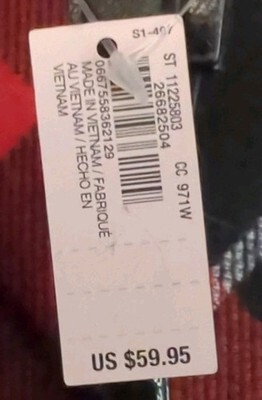 S1-497
ST 11225803
CC 971W
26682504
0667558362129
MADE IN VIETNAM / FABRIQUÉ
AU VIETNAM / HECHO EN
VIETNAM
US $59.95